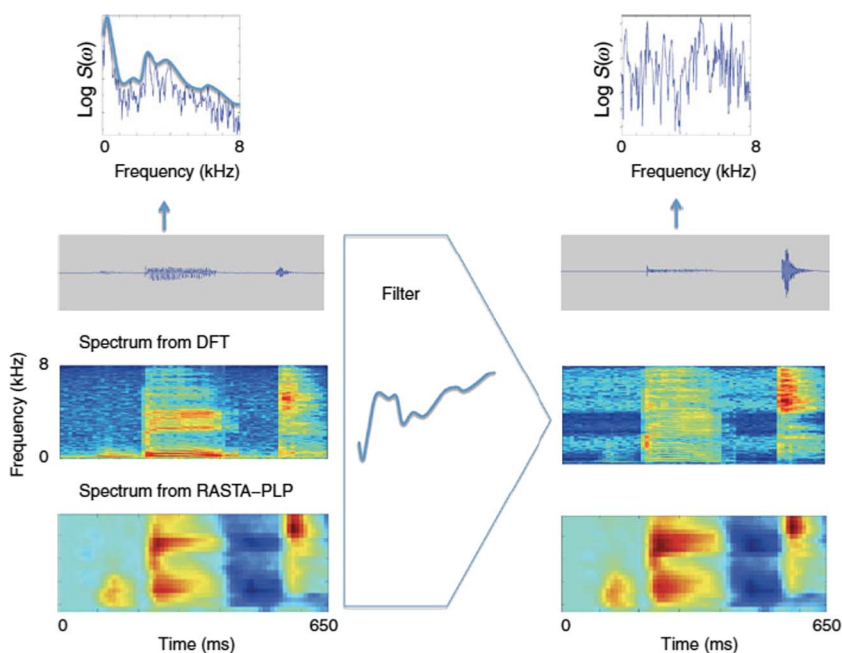 Log S(ω)
0 8
Frequency (kHz)
Log S(ω)
0 8
Frequency (kHz)
Filter
Spectrum from DFT
8
Frequency (kHz)
0
Spectrum from RASTA–PLP
0 650
Time (ms)
0 650
Time (ms)